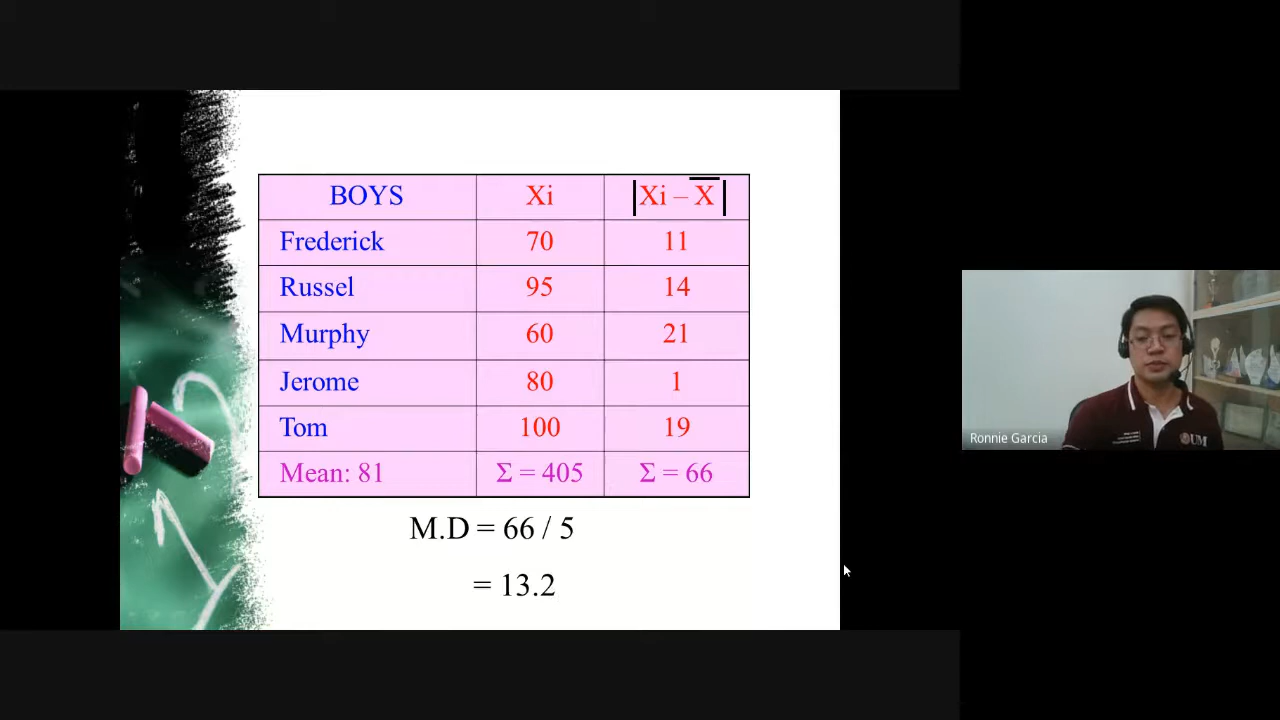 BOYS Xi |Xi – X̅|
Frederick 70 11
Russel 95 14
Murphy 60 21
Jerome 80 1
Tom 100 19
Mean: 81 Σ = 405 Σ = 66
M.D = 66 / 5
= 13.2
Ronnie Garcia
UM